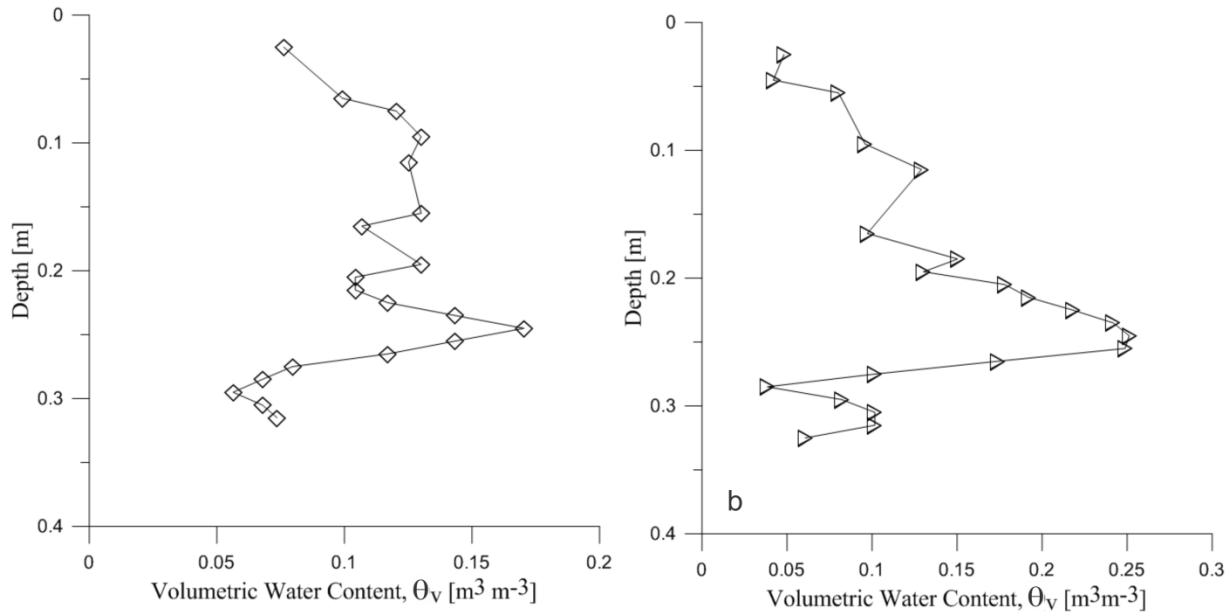 0
0.1
0.2
0.3
0.4
Depth [m]
0 0.05 0.1 0.15 0.2
Volumetric Water Content, Θv [m3 m-3]
0
0.1
0.2
0.3
0.4
Depth [m]
b
0 0.05 0.1 0.15 0.2 0.25 0.3
Volumetric Water Content, Θv [m3m-3]